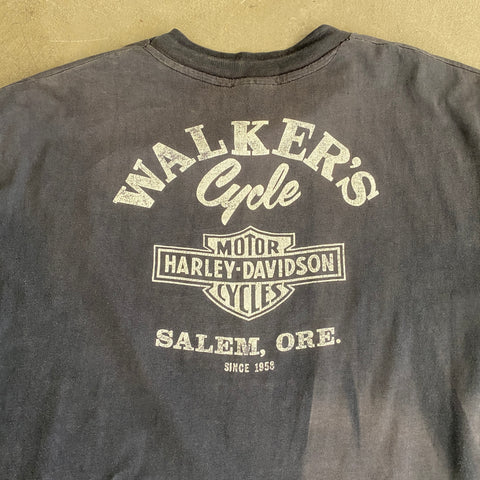 WALKER'S
Cycle
MOTOR
HARLEY-DAVIDSON
CYCLES
SALEM, ORE.
SINCE 1958